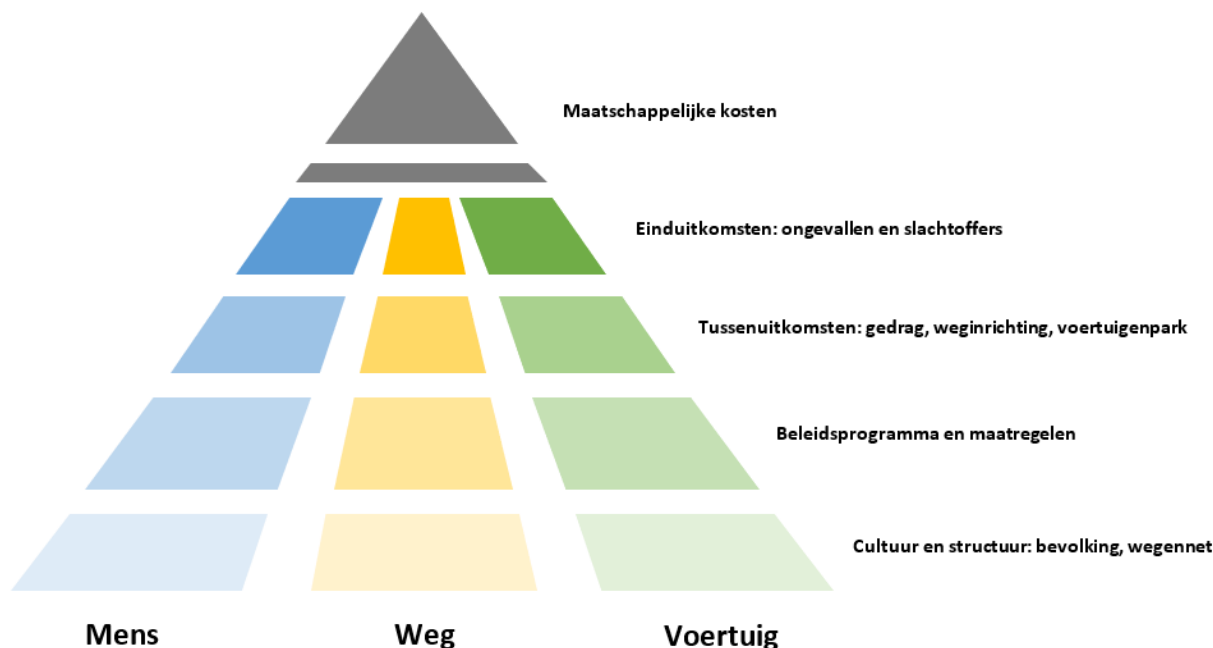 Maatschappelijke kosten
Einduitkomsten: ongevallen en slachtoffers
Tussenuitkomsten: gedrag, weginrichting, voertuigenpark
Beleidsprogramma en maatregelen
Cultuur en structuur: bevolking, wegennet
Mens
Weg
Voertuig